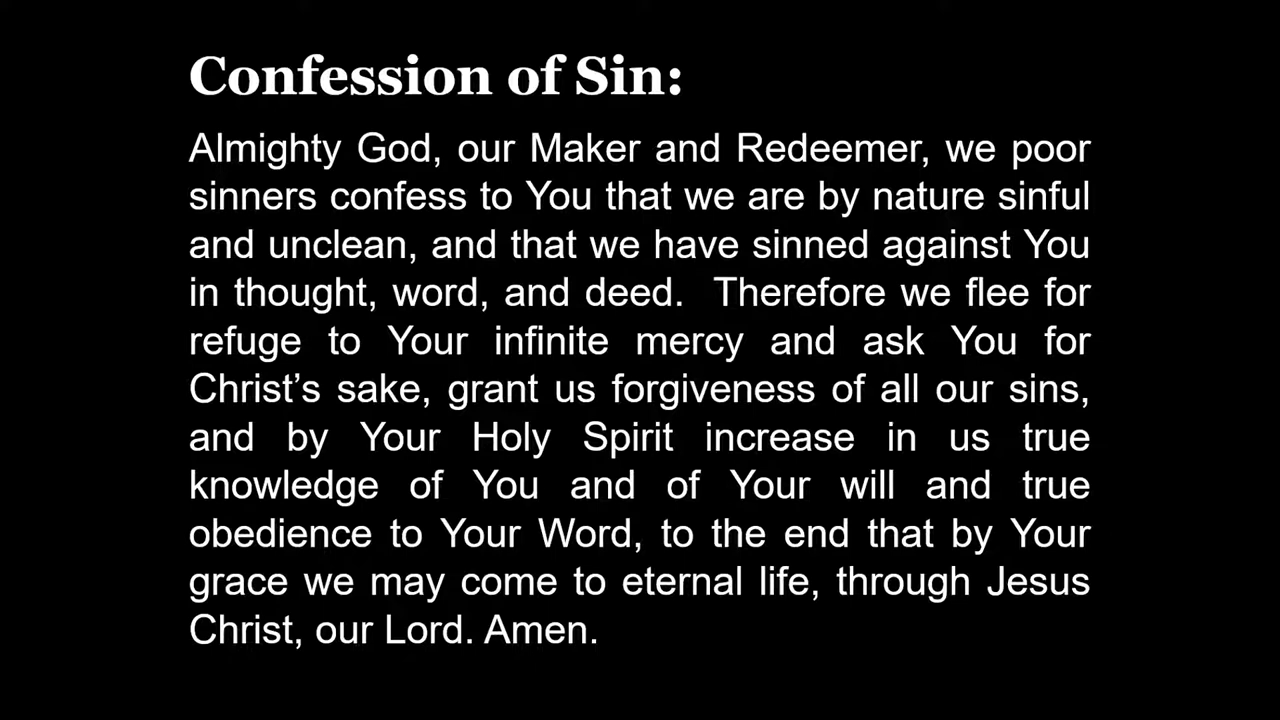 Confession of Sin:
Almighty God, our Maker and Redeemer, we poor
sinners confess to You that we are by nature sinful
and unclean, and that we have sinned against You
in thought, word, and deed.  Therefore we flee for
refuge to Your infinite mercy and ask You for
Christ’s sake, grant us forgiveness of all our sins,
and by Your Holy Spirit increase in us true
knowledge of You and of Your will and true
obedience to Your Word, to the end that by Your
grace we may come to eternal life, through Jesus
Christ, our Lord. Amen.